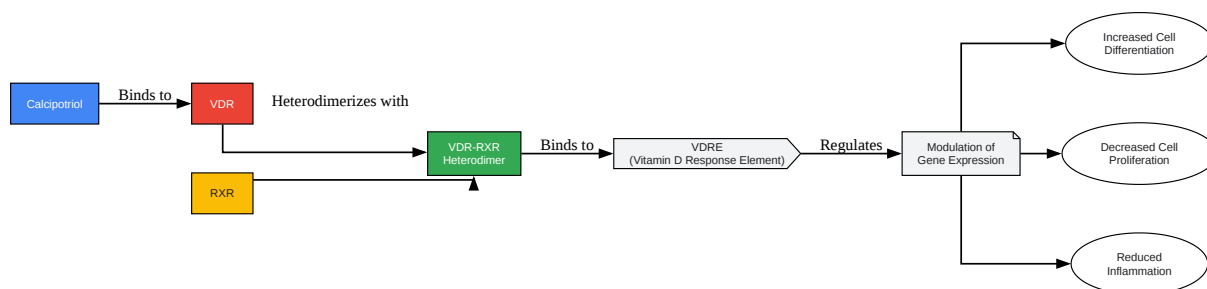 Calcipotriol
Binds to
VDR
Heterodimerizes with
RXR
VDR-RXR
Heterodimer
Binds to
VDRE
(Vitamin D Response Element)
Regulates
Modulation of
Gene Expression
Increased Cell
Differentiation
Decreased Cell
Proliferation
Reduced
Inflammation